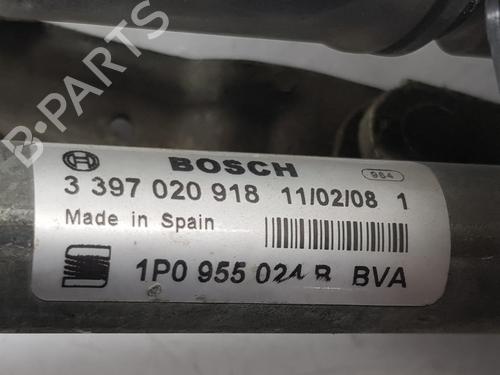 B-PARTS
BOSCH
984
3 397 020 918 11/02/08 1
Made in Spain
1P0 955 024 B BVA